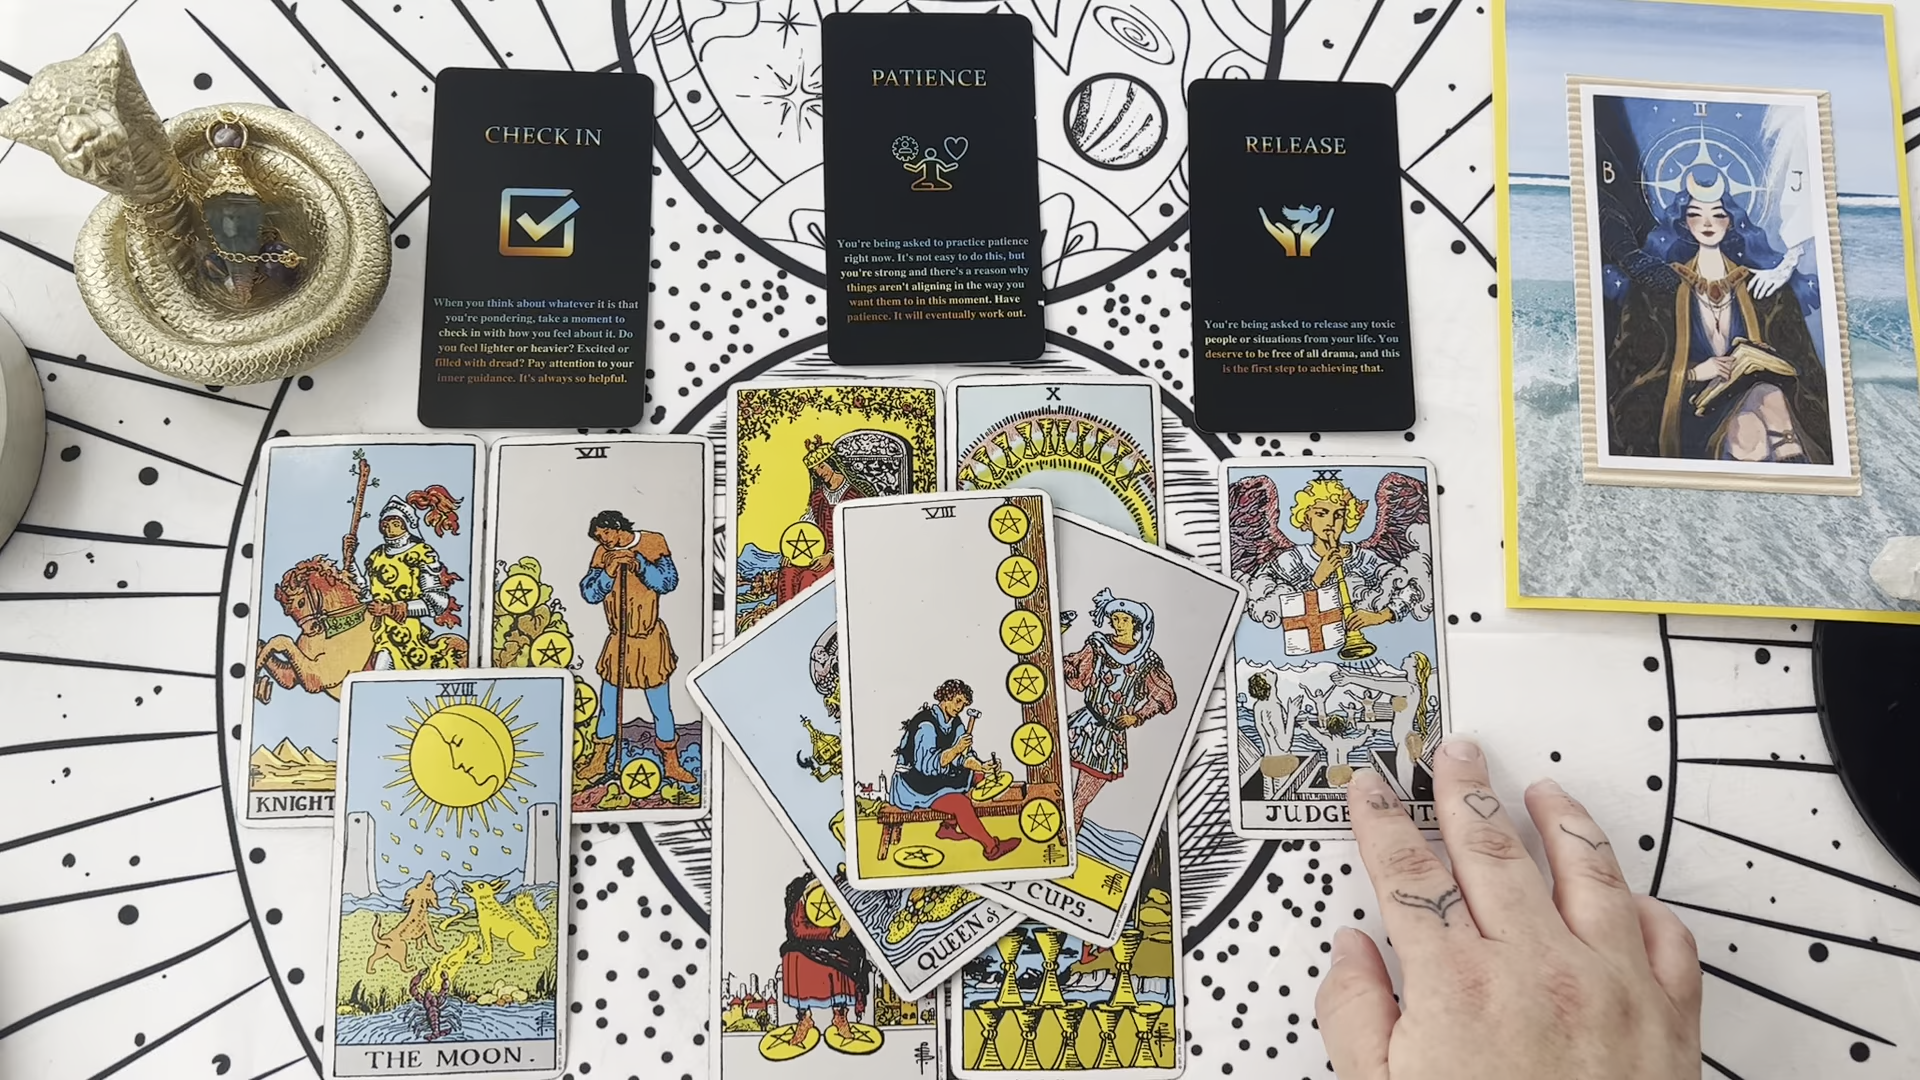 CHECK IN
When you think about whatever it is that
you're pondering, take a moment to
check in with how you feel about it. Do
you feel lighter or heavier? Excited or
filled with dread? Pay attention to your
inner guidance. It's always so helpful.
PATIENCE
You're being asked to practice patience
right now. It's not easy to do this, but
you're strong and there's a reason why
things aren't aligning in the way you
want them to in this moment. Have
patience. It will eventually work out.
RELEASE
You're being asked to release any toxic
people or situations from your life. You
deserve to be free of all drama, and this
is the first step to achieving that.
II
B J
KNIGHT
VII
XVIII
THE MOON.
X
VIII
QUEEN of
CUPS.
XX
JUDGE NT.